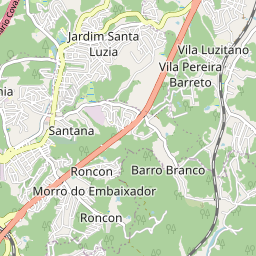 Jardim Santa
Luzia
Vila Luzitano
Vila Pereira
Barreto
Santana
Roncon
Barro Branco
Morro do Embaixador
Roncon